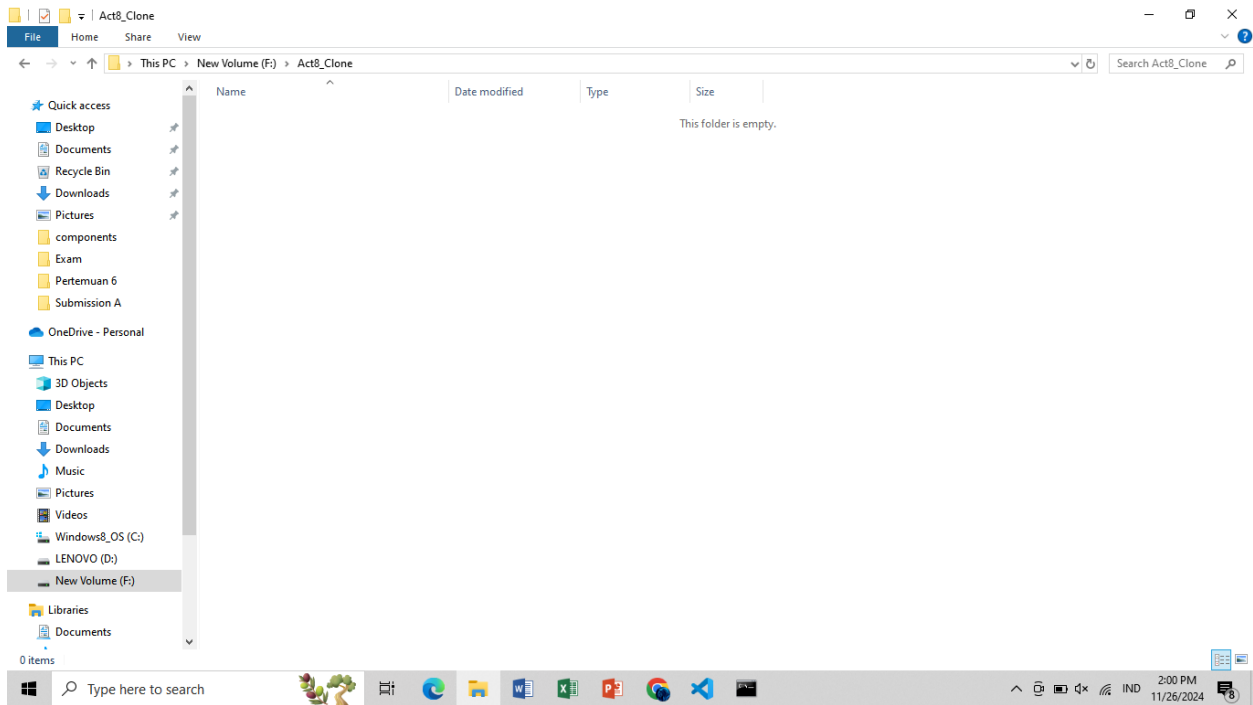 Act8_Clone
File Home Share View
This PC > New Volume (F:) > Act8_Clone
Search Act8_Clone
Name Date modified Type Size
This folder is empty.
Quick access
Desktop
Documents
Recycle Bin
Downloads
Pictures
components
Exam
Pertemuan 6
Submission A
OneDrive - Personal
This PC
3D Objects
Desktop
Documents
Downloads
Music
Pictures
Videos
Windows8_OS (C:)
LENOVO (D:)
New Volume (F:)
Libraries
Documents
0 items
Type here to search
IND
2:00 PM
11/26/2024
8